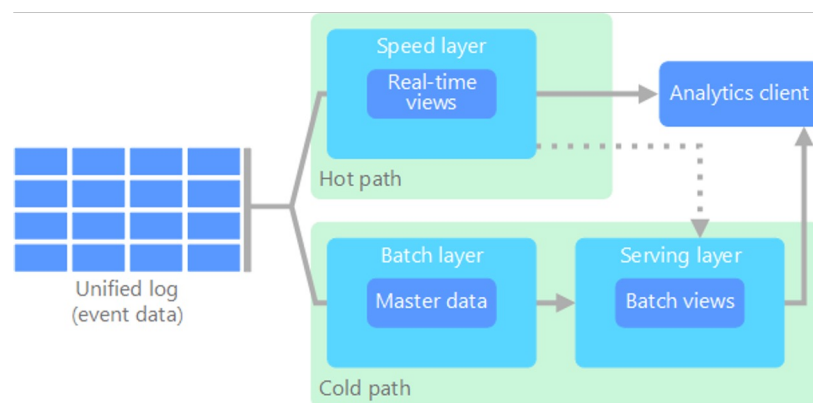 Speed layer
Real-time
views
Analytics client
Hot path
Unified log
(event data)
Batch layer
Master data
Serving layer
Batch views
Cold path